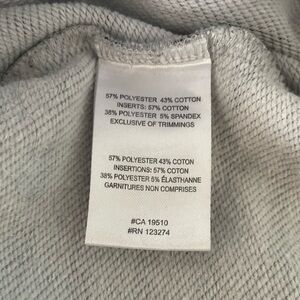 57% POLYESTER 43% COTTON
INSERTS: 57% COTTON
38% POLYESTER 5% SPANDEX
EXCLUSIVE OF TRIMMINGS
57% POLYESTER 43% COTON
INSERTIONS: 57% COTON
38% POLYESTER 5% ÉLASTHANNE
GARNITURES NON COMPRISES
#CA 19510
#RN 123274